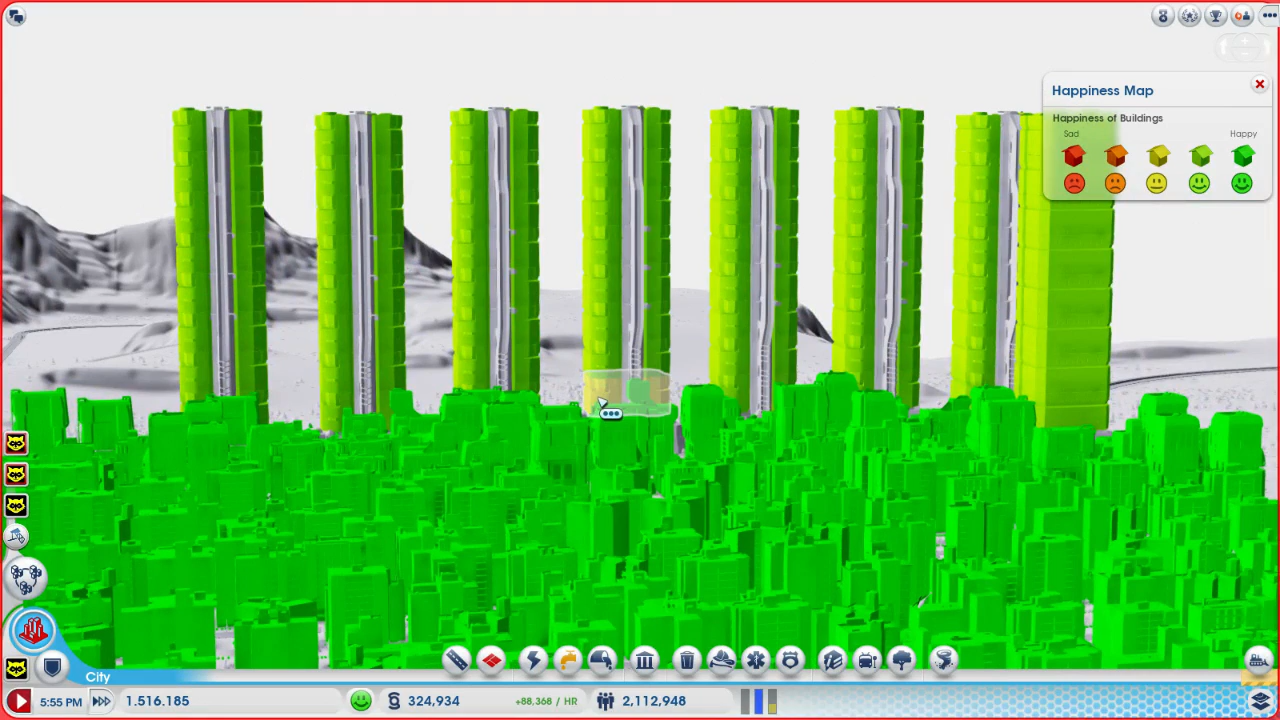 Happiness Map
Happiness of Buildings
Sad
Happy
City
5:55 PM
1.516.185
324,934
+88,368 / HR
2,112,948